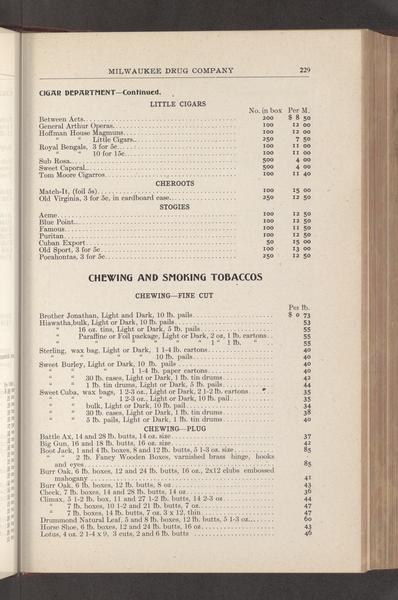 MILWAUKEE DRUG COMPANY 229
CIGAR DEPARTMENT—Continued.
LITTLE CIGARS
No. in box Per M.
Between Acts 200 $ 8 50
General Arthur Operas 100 12 00
Hoffman House Magnums 100 12 00
" " Little Cigars 250 7 50
Royal Bengals, 3 for 5c 100 11 00
" " 10 for 15c 100 11 00
Sub Rosa 500 4 00
Sweet Caporal 500 4 00
Tom Moore Cigarros 100 11 40
CHEROOTS
Match-It, (foil 5s) 100 15 00
Old Virginia, 3 for 5c, in cardboard case 250 12 50
STOGIES
Acme 100 12 50
Blue Point 100 12 50
Famous 100 11 50
Puritan 100 12 50
Cuban Export 50 15 00
Old Sport, 3 for 5c 100 13 00
Pocahontas, 3 for 5c 250 12 50
CHEWING AND SMOKING TOBACCOS
CHEWING—FINE CUT
Per lb.
Brother Jonathan, Light and Dark, 10 lb. pails $ 0 73
Hiawatha, bulk, Light or Dark, 10 lb. pails 53
" 16 oz. tins, Light or Dark, 5 lb. pails 55
" Paraffine or Foil package, Light or Dark, 2 oz, 1 lb. cartons 55
" " " " " " 1 " 1 lb. " 55
Sterling, wax bag, Light or Dark, 1 1-4 lb. cartons 40
" " " " 10 lb. pails 40
Sweet Burley, Light or Dark, 10 lb. pails 40
" " " 1 1-4 lb. paper cartons 40
" " 30 lb. cases, Light or Dark, 1 lb. tin drums 42
" " 1 lb. tin drums, Light or Dark, 5 lb. pails 44
Sweet Cuba, wax bags, 1 2-3 oz., Light or Dark, 2 1-2 lb. cartons 35
" " " 1 2-3 oz., Light or Dark, 10 lb. pail 35
" " bulk, Light or Dark, 10 lb. pail 34
" " 30 lb. cases, Light or Dark, 1 lb. tin drums 38
" " 5 lb. pails, Light or Dark, 1 lb. tin drums 40
CHEWING—PLUG
Battle Ax, 14 and 28 lb. butts, 14 oz. size 37
Big Gun, 16 and 18 lb. butts, 16 oz. size 42
Boot Jack, 1 and 4 lb. boxes, 8 and 12 lb. butts, 5 1-3 oz. size 85
" " 2 lb. Fancy Wooden Boxes, varnished brass hinge, hooks
and eyes 85
Burr Oak, 6 lb. boxes, 12 and 24 lb. butts, 16 oz., 2x12 clubs embossed
mahogany 41
Burr Oak, 6 lb. boxes, 12 lb. butts, 8 oz 43
Check, 7 lb. boxes, 14 and 28 lb. butts, 14 oz 36
Climax, 5 1-2 lb. box, 11 and 27 1-2 lb. butts, 14 2-3 oz 44
" 7 lb. boxes, 10 1-2 and 21 lb. butts, 7 oz 47
" 7 lb. boxes, 14 lb. butts, 7 oz. 3 x 12, thin 47
Drummond Natural Leaf, 5 and 8 lb. boxes, 12 lb. butts, 5 1-3 oz 60
Horse Shoe, 6 lb. boxes, 12 and 24 lb. butts, 16 oz 43
Lotus, 4 oz. 2 1-4 x 9, 3 cuts, 2 and 6 lb. butts 46